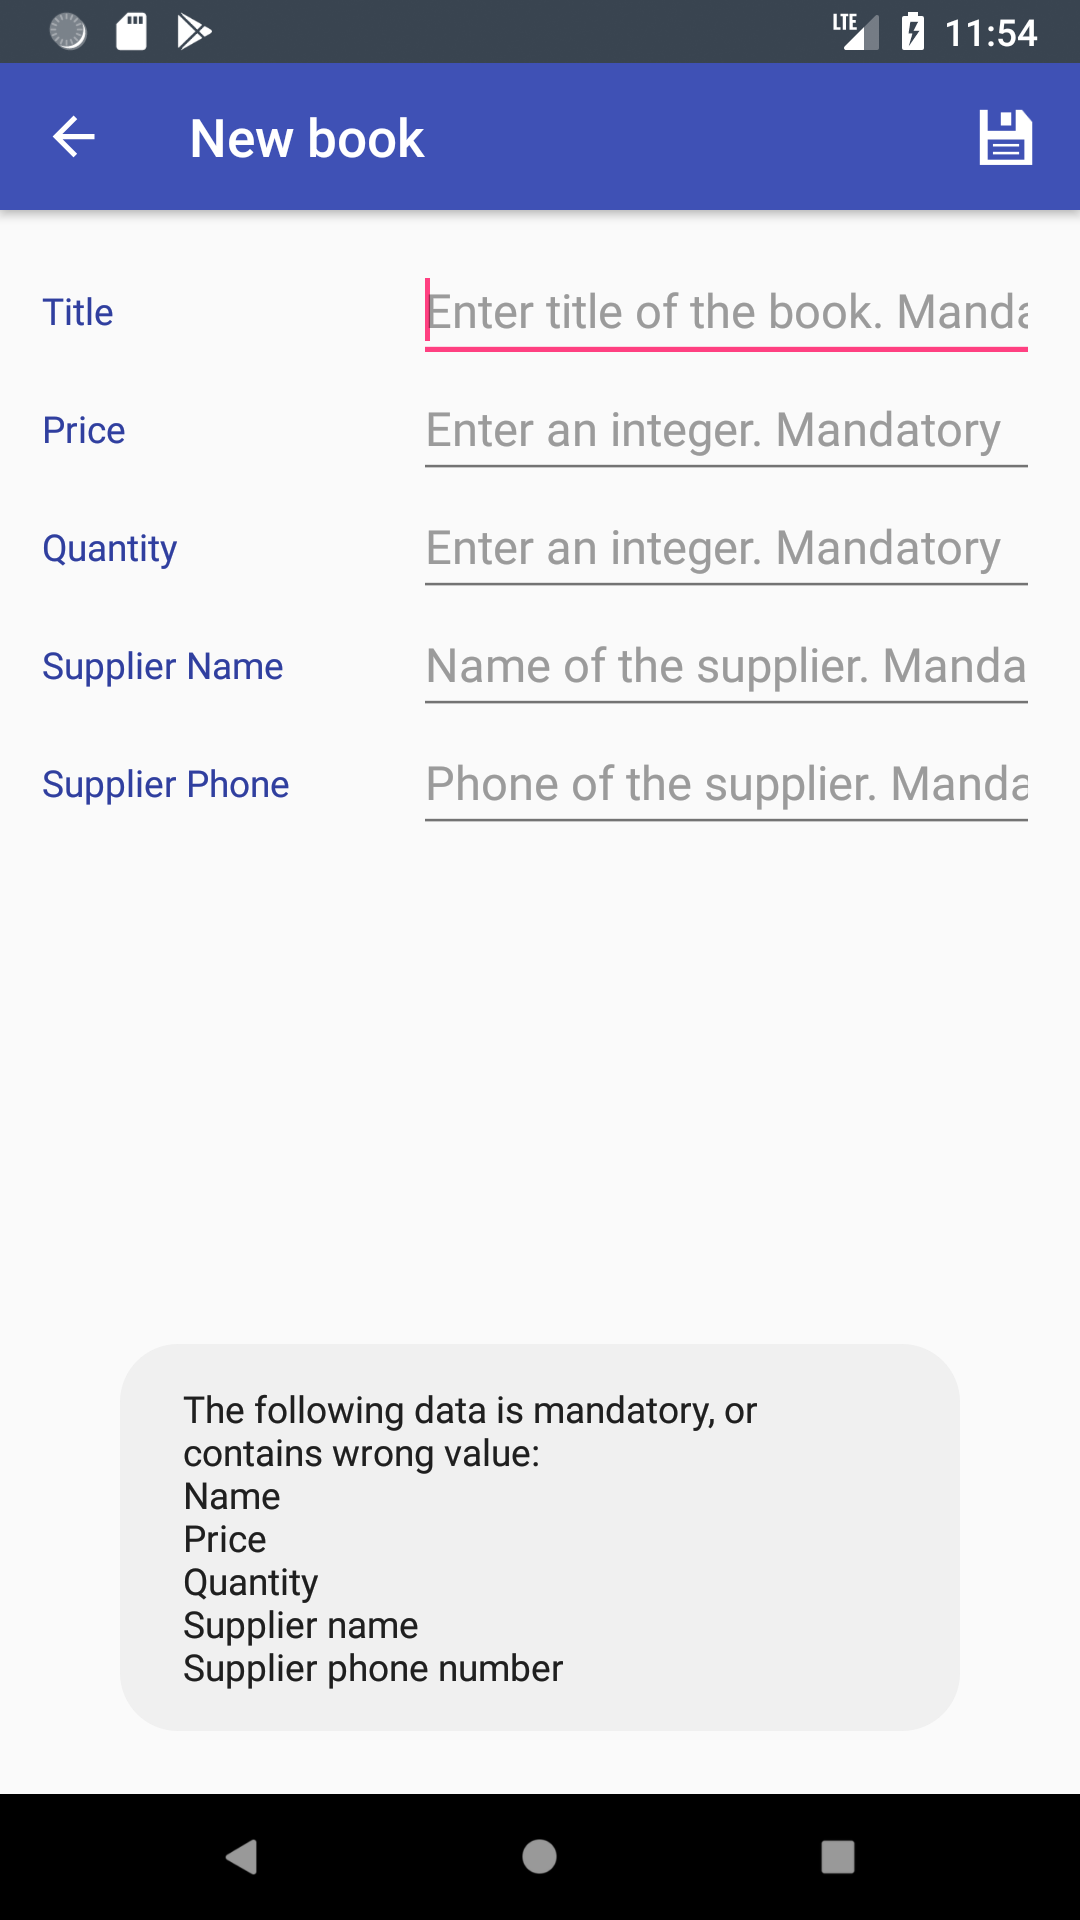 LTE 11:54
New book
Title Enter title of the book. Manda
Price Enter an integer. Mandatory
Quantity Enter an integer. Mandatory
Supplier Name Name of the supplier. Manda
Supplier Phone Phone of the supplier. Manda
The following data is mandatory, or
contains wrong value:
Name
Price
Quantity
Supplier name
Supplier phone number